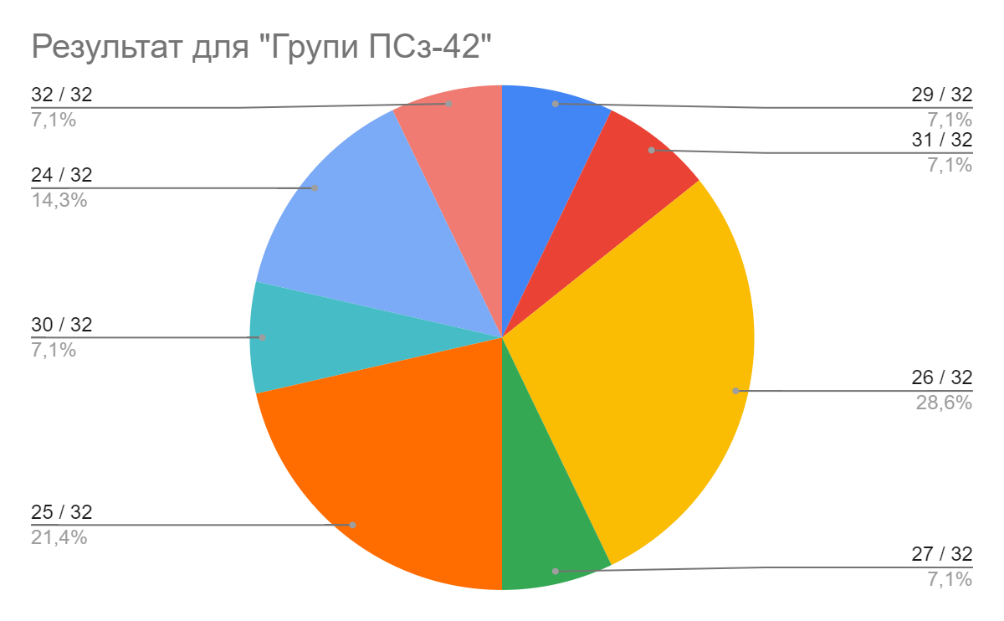 Результат для "Групи ПСз-42"
32 / 32
7,1%
24 / 32
14,3%
30 / 32
7,1%
25 / 32
21,4%
29 / 32
7,1%
31 / 32
7,1%
26 / 32
28,6%
27 / 32
7,1%